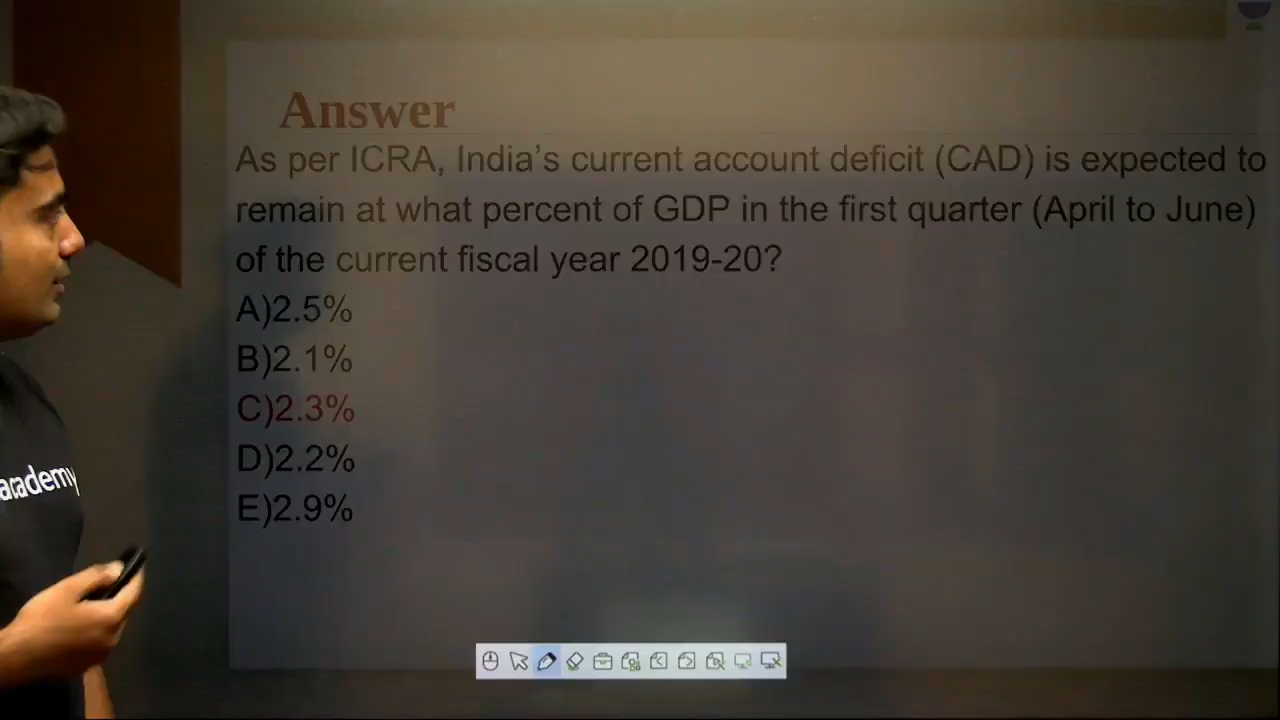 Answer
As per ICRA, India’s current account deficit (CAD) is expected to
remain at what percent of GDP in the first quarter (April to June)
of the current fiscal year 2019-20?
A)2.5%
B)2.1%
C)2.3%
D)2.2%
E)2.9%
academy